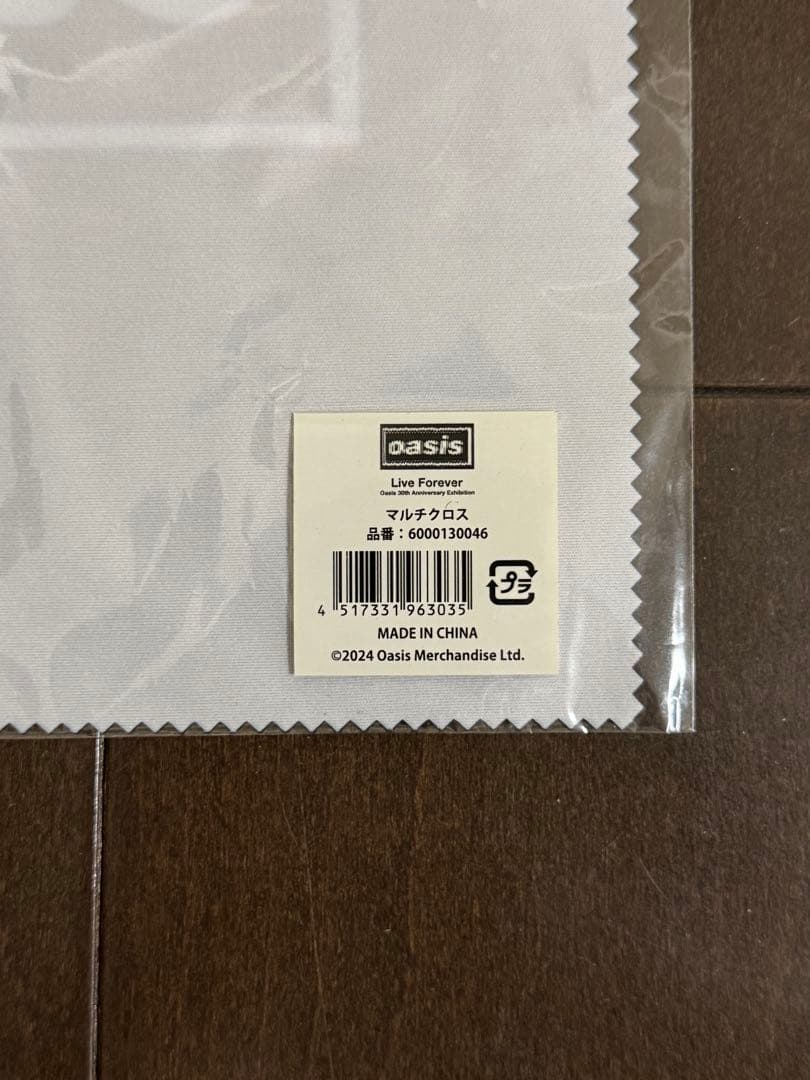 oasis
Live Forever
Oasis 30th Anniversary Exhibition
マルチクロス
品番：6000130046
プラ
4 517331 963035
MADE IN CHINA
©2024 Oasis Merchandise Ltd.